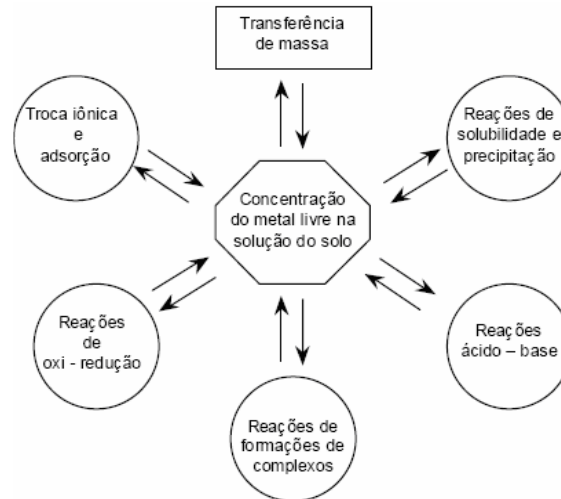 Transferência
de massa
Troca iônica
e
adsorção
Reações de
solubilidade e
precipitação
Concentração
do metal livre na
solução do solo
Reações
de
oxi - redução
Reações
ácido – base
Reações de
formações de
complexos